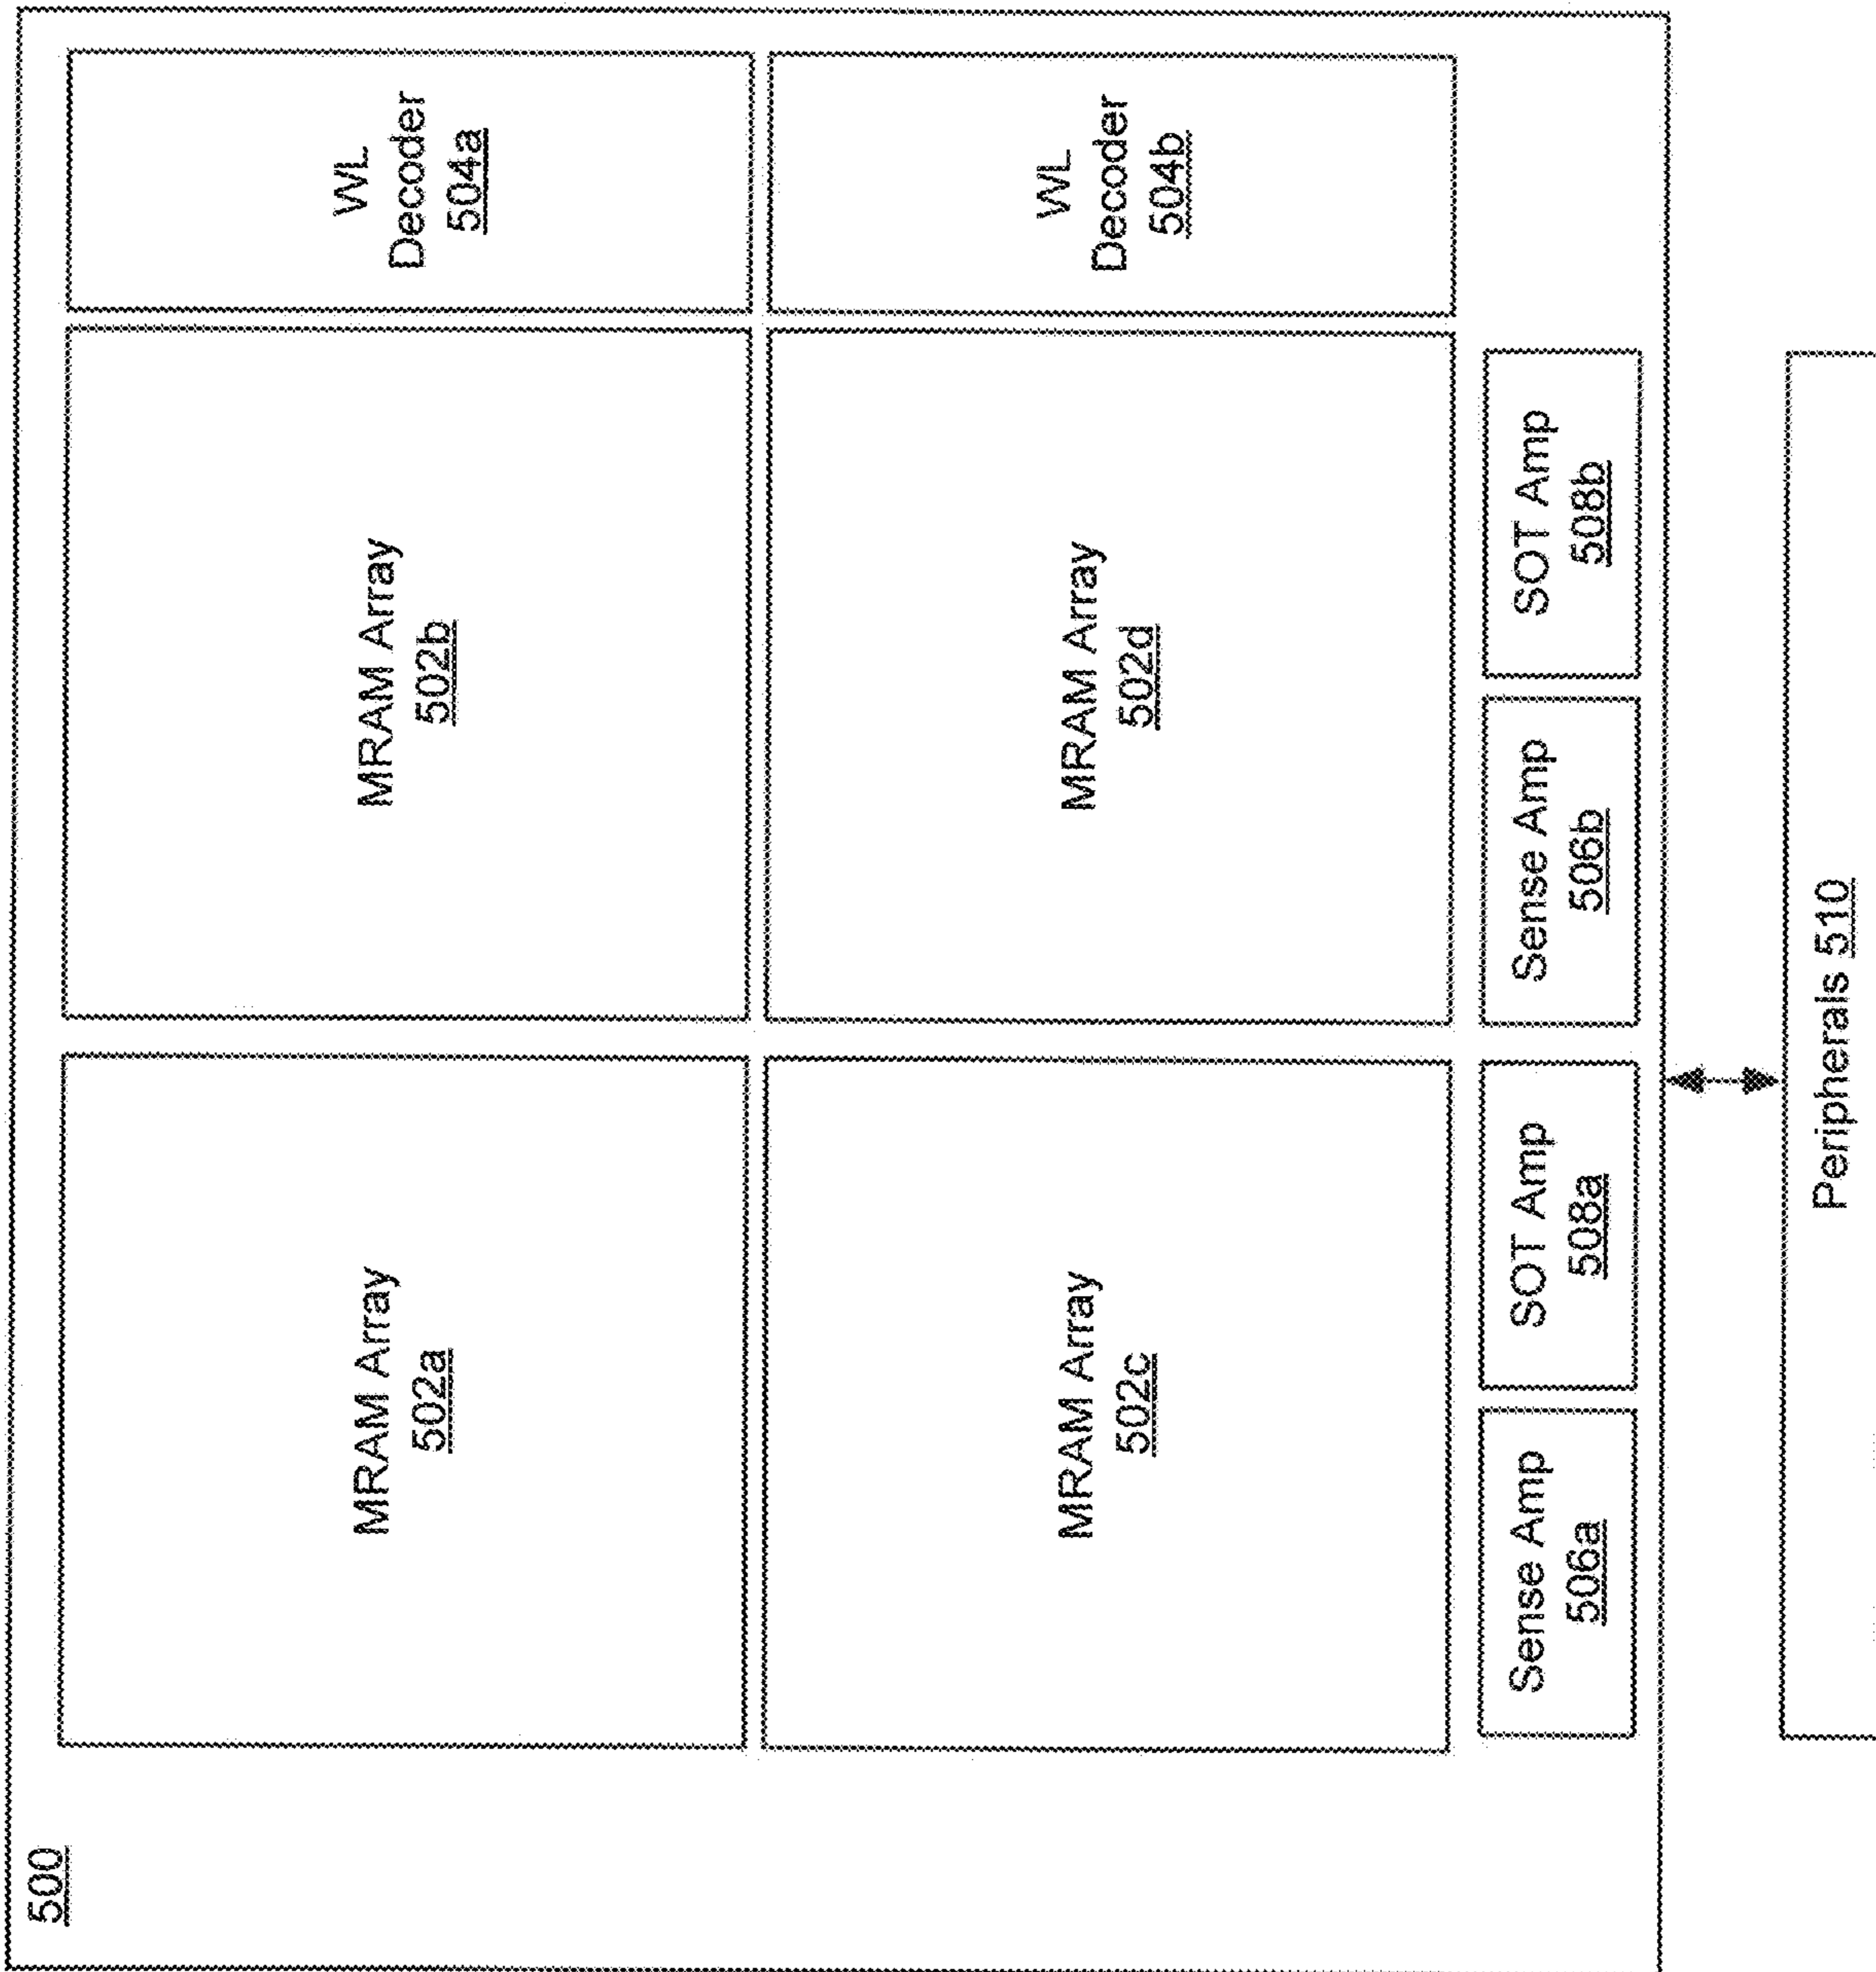 500
MRAM Array
502a
MRAM Array
502b
WL
Decoder
504a
MRAM Array
502c
MRAM Array
502d
WL
Decoder
504b
Sense Amp
506a
SOT Amp
508a
Sense Amp
506b
SOT Amp
508b
Peripherals 510